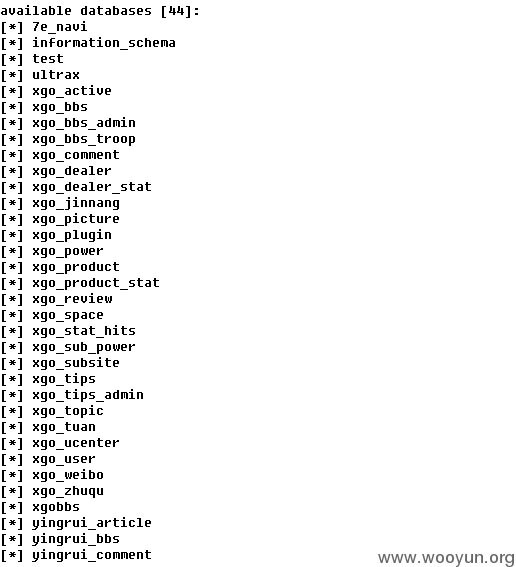 available databases [44]:
[*] 7e_navi
[*] information_schema
[*] test
[*] ultrax
[*] xgo_active
[*] xgo_bbs
[*] xgo_bbs_admin
[*] xgo_bbs_troop
[*] xgo_comment
[*] xgo_dealer
[*] xgo_dealer_stat
[*] xgo_jinnang
[*] xgo_picture
[*] xgo_plugin
[*] xgo_power
[*] xgo_product
[*] xgo_product_stat
[*] xgo_review
[*] xgo_space
[*] xgo_stat_hits
[*] xgo_sub_power
[*] xgo_subsite
[*] xgo_tips
[*] xgo_tips_admin
[*] xgo_topic
[*] xgo_tuan
[*] xgo_ucenter
[*] xgo_user
[*] xgo_weibo
[*] xgo_zhuqu
[*] xgobbs
[*] yingrui_article
[*] yingrui_bbs
[*] yingrui_comment
www.wooyun.org